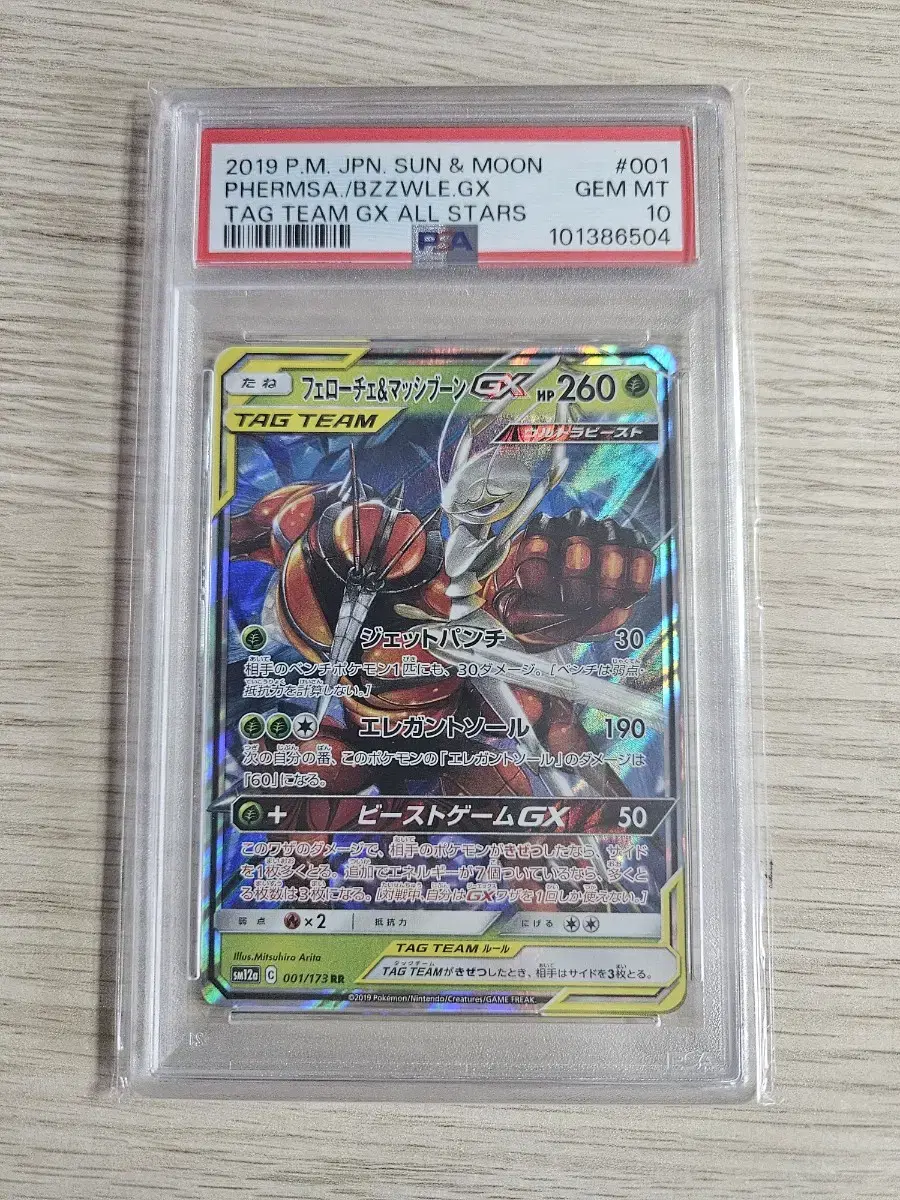 2019 P.M. JPN. SUN & MOON #001
PHERMSA./BZZWLE.GX GEM MT
TAG TEAM GX ALL STARS 10
PSA 101386504
たね フェローチェ&マッシブーンGX HP260
TAG TEAM ウルトラビースト
ジェットパンチ 30
相手のベンチポケモン1匹にも、30ダメージ。[ベンチは弱点・
抵抗力を計算しない。]
エレガントソール 190
次の自分の番、このポケモンの「エレガントソール」のダメージは
「60」になる。
+ ビーストゲームGX 50
このワザのダメージで、相手のポケモンがきぜつしたなら、サイド
を1枚多くとる。追加でエネルギーが7個ついているなら、多くと
る枚数は3枚になる。[対戦中、自分はGXワザを1回しか使えない。]
弱点 ×2 抵抗力 にげる
Illus.Mitsuhiro Arita
TAG TEAM ルール
TAG TEAMがきぜつしたとき、相手はサイドを3枚とる。
sm12a C 001/173 RR
©2019 Pokémon/Nintendo/Creatures/GAME FREAK.